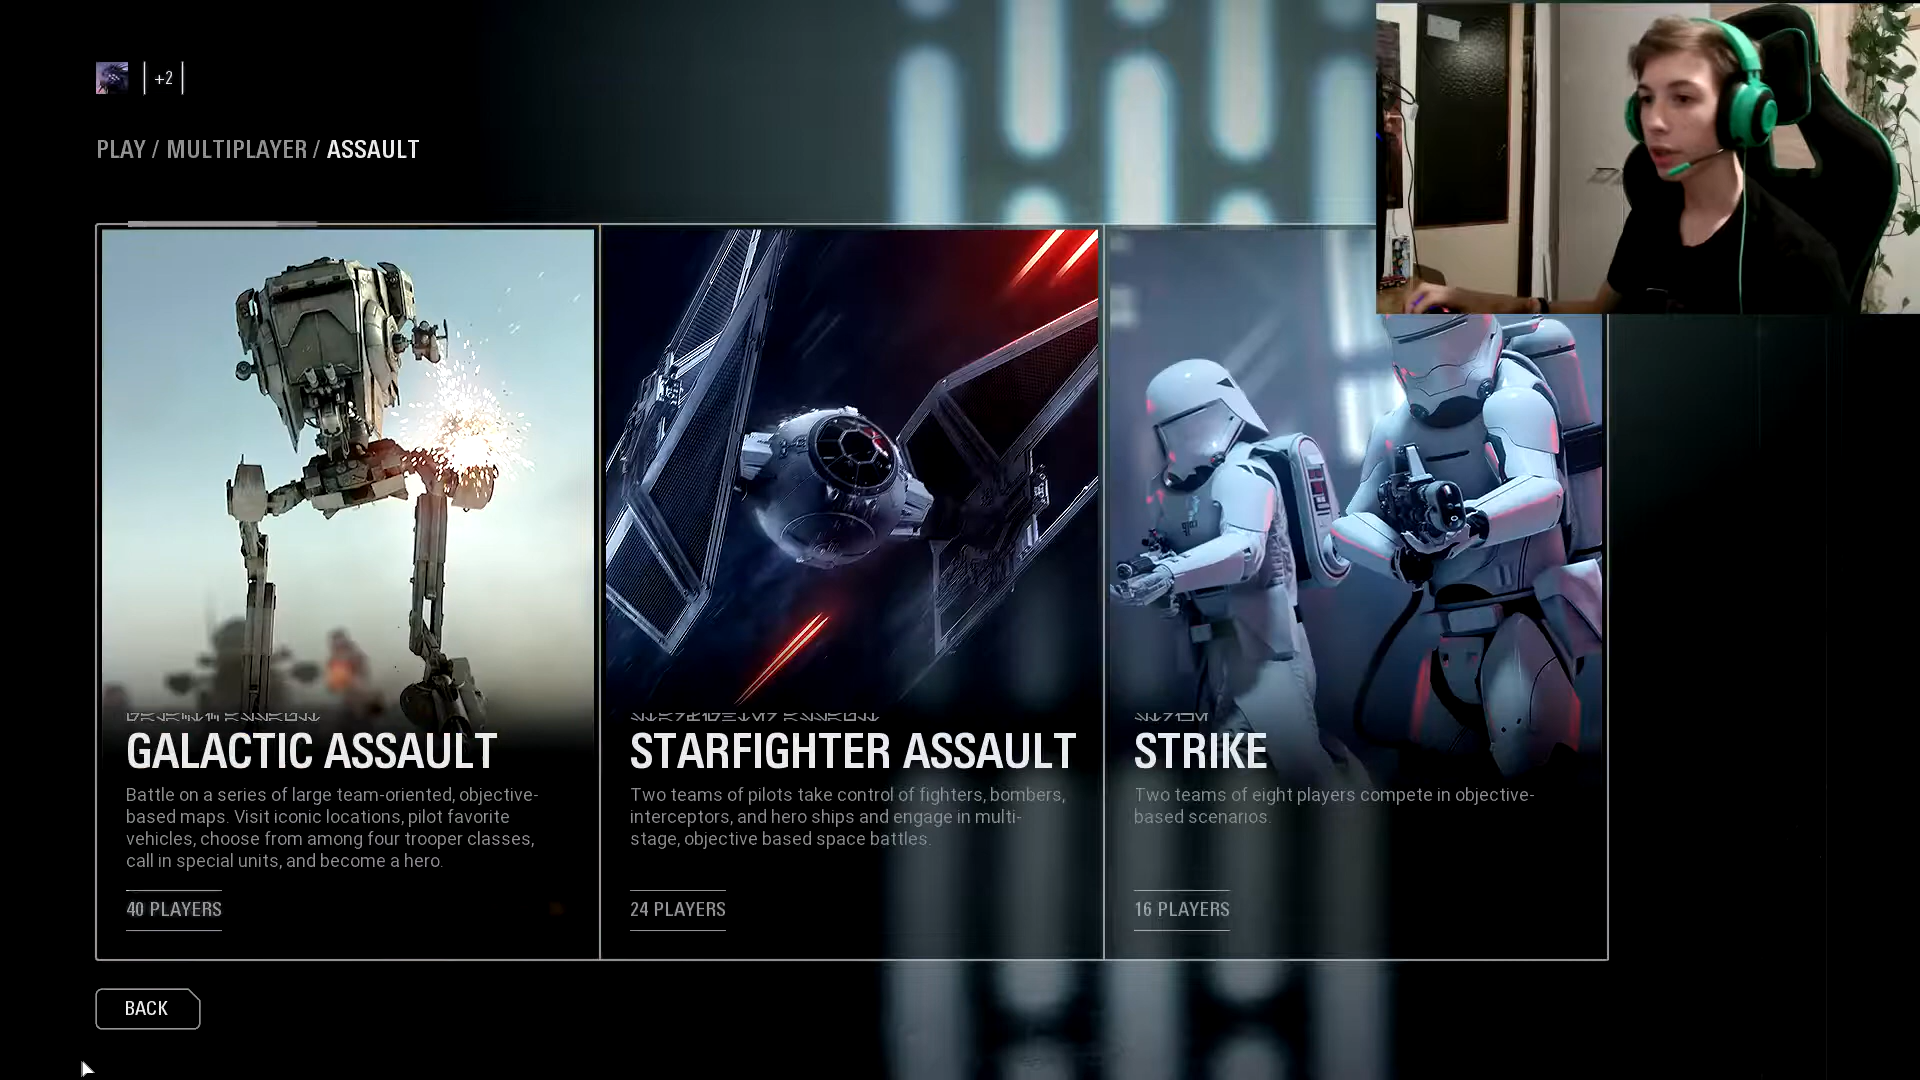 +2
PLAY / MULTIPLAYER / ASSAULT
GALACTIC ASSAULT
Battle on a series of large team-oriented, objective-
based maps. Visit iconic locations, pilot favorite
vehicles, choose from among four trooper classes,
call in special units, and become a hero.
40 PLAYERS
STARFIGHTER ASSAULT
Two teams of pilots take control of fighters, bombers,
interceptors, and hero ships and engage in multi-
stage, objective based space battles.
24 PLAYERS
STRIKE
Two teams of eight players compete in objective-
based scenarios.
16 PLAYERS
BACK